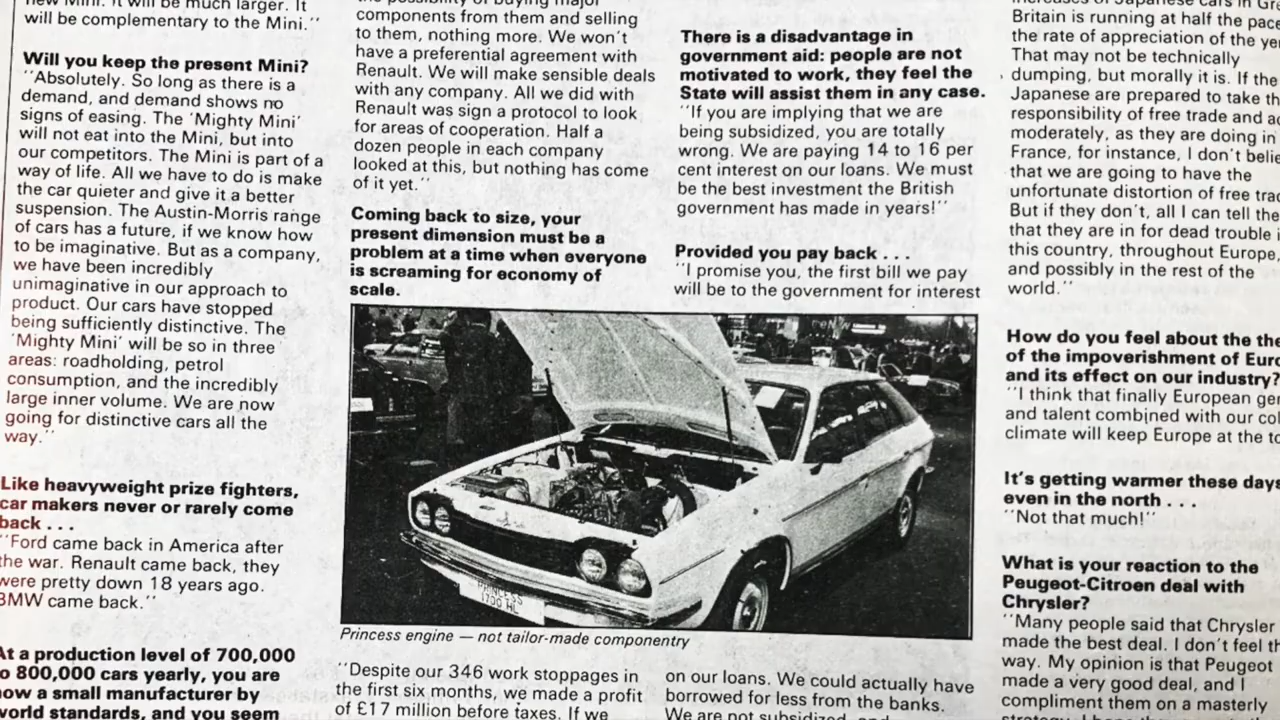 new Mini. It will be much larger. It
will be complementary to the Mini."
Will you keep the present Mini?
"Absolutely. So long as there is a
demand, and demand shows no
signs of easing. The 'Mighty Mini'
will not eat into the Mini, but into
our competitors. The Mini is part of a
way of life. All we have to do is make
the car quieter and give it a better
suspension. The Austin-Morris range
of cars has a future, if we know how
to be imaginative. But as a company,
we have been incredibly
unimaginative in our approach to
product. Our cars have stopped
being sufficiently distinctive. The
'Mighty Mini' will be so in three
areas: roadholding, petrol
consumption, and the incredibly
large inner volume. We are now
going for distinctive cars all the
way."
Like heavyweight prize fighters,
car makers never or rarely come
back . . .
"Ford came back in America after
the war. Renault came back, they
were pretty down 18 years ago.
BMW came back."
At a production level of 700,000
to 800,000 cars yearly, you are
now a small manufacturer by
world standards, and you seem
the possibility of buying major
components from them and selling
to them, nothing more. We won't
have a preferential agreement with
Renault. We will make sensible deals
with any company. All we did with
Renault was sign a protocol to look
for areas of cooperation. Half a
dozen people in each company
looked at this, but nothing has come
of it yet."
Coming back to size, your
present dimension must be a
problem at a time when everyone
is screaming for economy of
scale.
PRINCESS
1700 HL
Princess engine — not tailor-made componentry
"Despite our 346 work stoppages in
the first six months, we made a profit
of £17 million before taxes. If we
There is a disadvantage in
government aid: people are not
motivated to work, they feel the
State will assist them in any case.
"If you are implying that we are
being subsidized, you are totally
wrong. We are paying 14 to 16 per
cent interest on our loans. We must
be the best investment the British
government has made in years!"
Provided you pay back . . .
"I promise you, the first bill we pay
will be to the government for interest
on our loans. We could actually have
borrowed for less from the banks.
We are not subsidized, and
increases of Japanese cars in Gre
Britain is running at half the pace
the rate of appreciation of the ye
That may not be technically
dumping, but morally it is. If the
Japanese are prepared to take th
responsibility of free trade and ac
moderately, as they are doing in
France, for instance, I don't belie
that we are going to have the
unfortunate distortion of free trad
But if they don't, all I can tell the
that they are in for dead trouble i
this country, throughout Europe,
and possibly in the rest of the
world."
How do you feel about the the
of the impoverishment of Euro
and its effect on our industry?
"I think that finally European gen
and talent combined with our col
climate will keep Europe at the to
It's getting warmer these days
even in the north . . .
"Not that much!"
What is your reaction to the
Peugeot-Citroen deal with
Chrysler?
"Many people said that Chrysler
made the best deal. I don't feel th
way. My opinion is that Peugeot
made a very good deal, and I
compliment them on a masterly